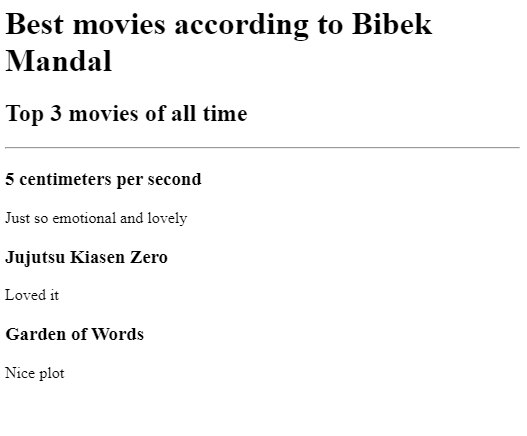 Best movies according to Bibek
Mandal
Top 3 movies of all time
5 centimeters per second
Just so emotional and lovely
Jujutsu Kiasen Zero
Loved it
Garden of Words
Nice plot